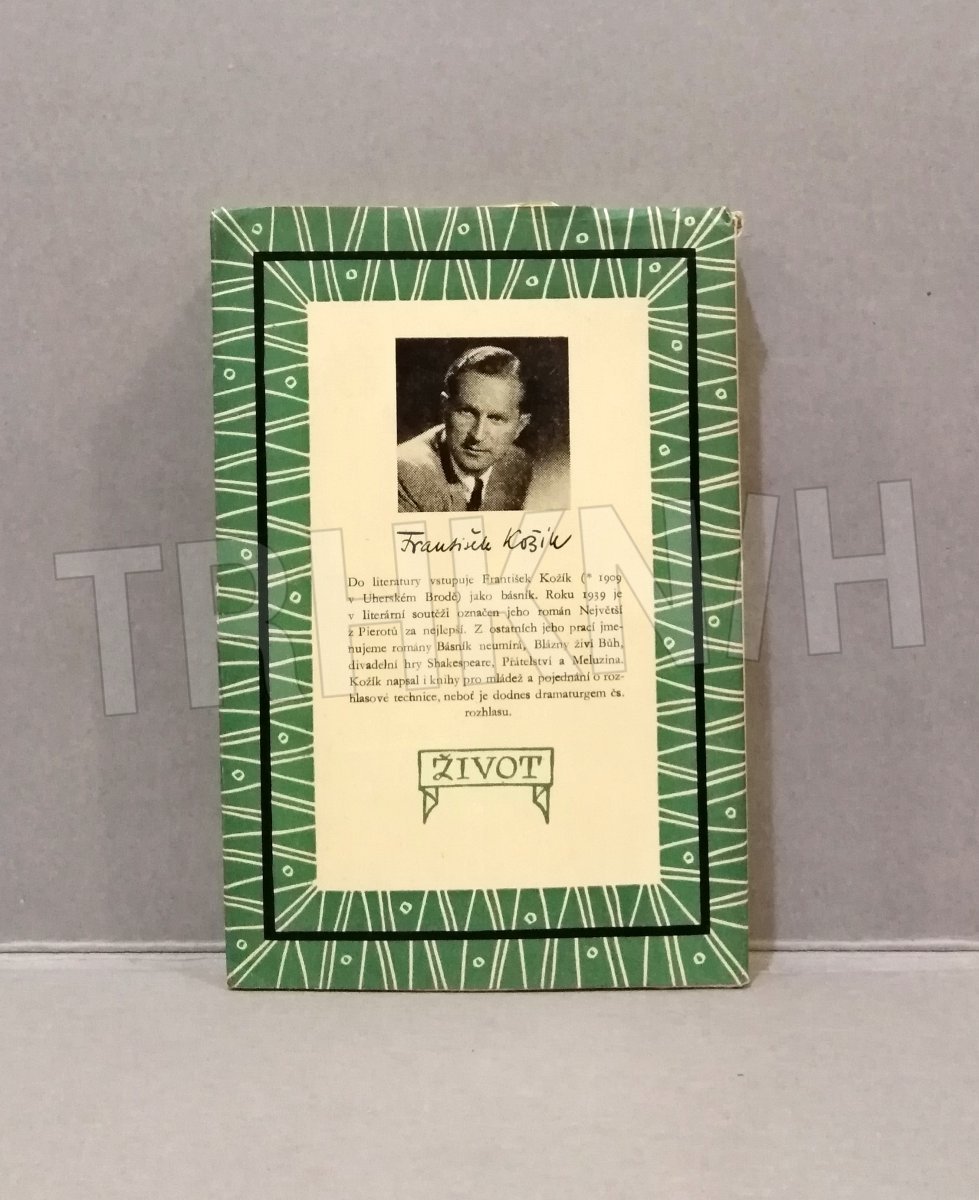 František Kožík
Do literatury vstupuje František Kožík (* 1909
v Uherském Brodě) jako básník. Roku 1939 je
v literární soutěži označen jeho román Největší
z Pierotů za nejlepší. Z ostatních jeho prací jme-
nujeme romány Básník neumírá, Blázny živí Bůh,
divadelní hry Shakespeare, Přátelství a Meluzina.
Kožík napsal i knihy pro mládež a pojednání o roz-
hlasové technice, neboť je dodnes dramaturgem čs.
rozhlasu.
ŽIVOT
TRHKNIH